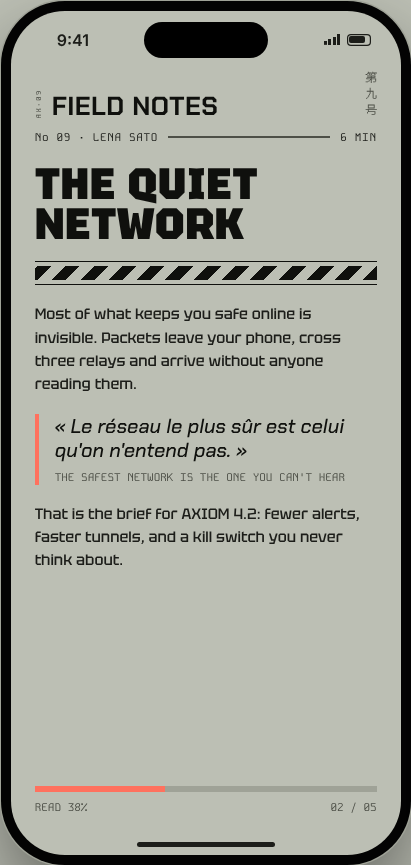 9:41
第九号
FIELD NOTES
No 09 · LENA SATO
6 MIN
THE QUIET
NETWORK
Most of what keeps you safe online is
invisible. Packets leave your phone, cross
three relays and arrive without anyone
reading them.
« Le réseau le plus sûr est celui
qu'on n'entend pas. »
THE SAFEST NETWORK IS THE ONE YOU CAN'T HEAR
That is the brief for AXIOM 4.2: fewer alerts,
faster tunnels, and a kill switch you never
think about.
READ 38%
02 / 05